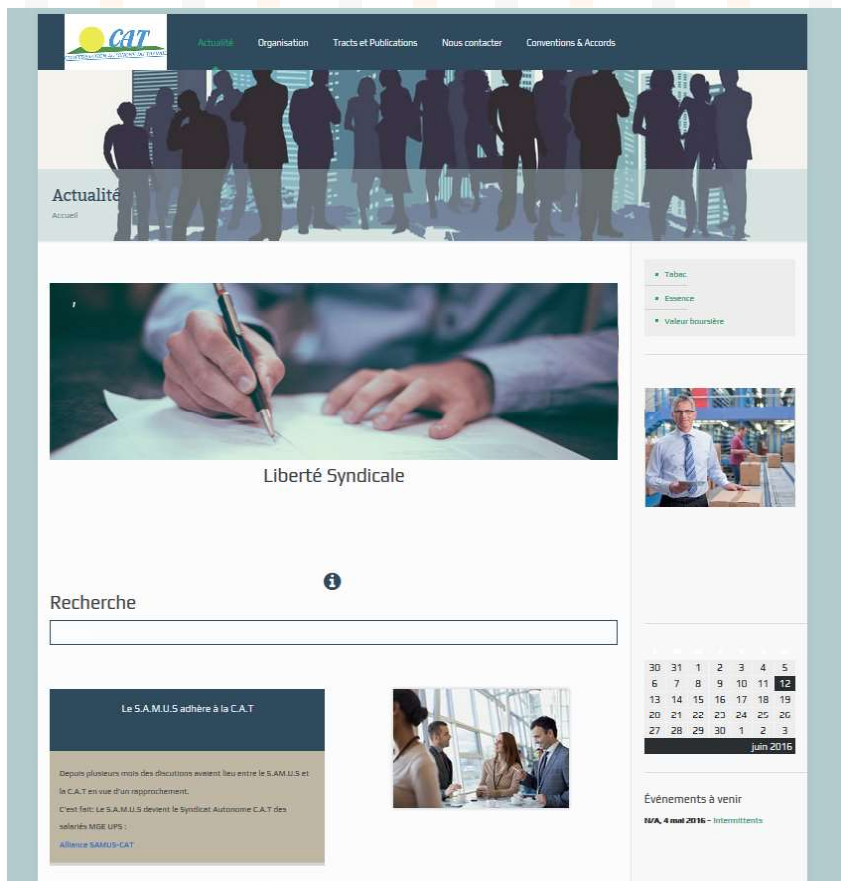 CAT
Actualité
Organisation
Tracts et Publications
Nous contacter
Conventions & Accords
Actualité
Accueil
Tabac
Essence
Valeur boursière
Liberté Syndicale
Recherche
Le S.A.M.U.S adhère à la C.A.T
Depuis plusieurs mois des discutions avaient lieu entre le S.AM.U.S et
la C.A.T en vue d'un rapprochement.
C'est fait: Le S.A.M.U.S devient le Syndicat Autonome C.A.T des
salariés MGE UPS :
Alliance SAMUS-CAT
30 31 1 2 3 4 5
6 7 8 9 10 11 12
13 14 15 16 17 18 19
20 21 22 23 24 25 26
27 28 29 30 1 2 3
juin 2016
Événements à venir
N/A, 4 mai 2016 - Intermittents